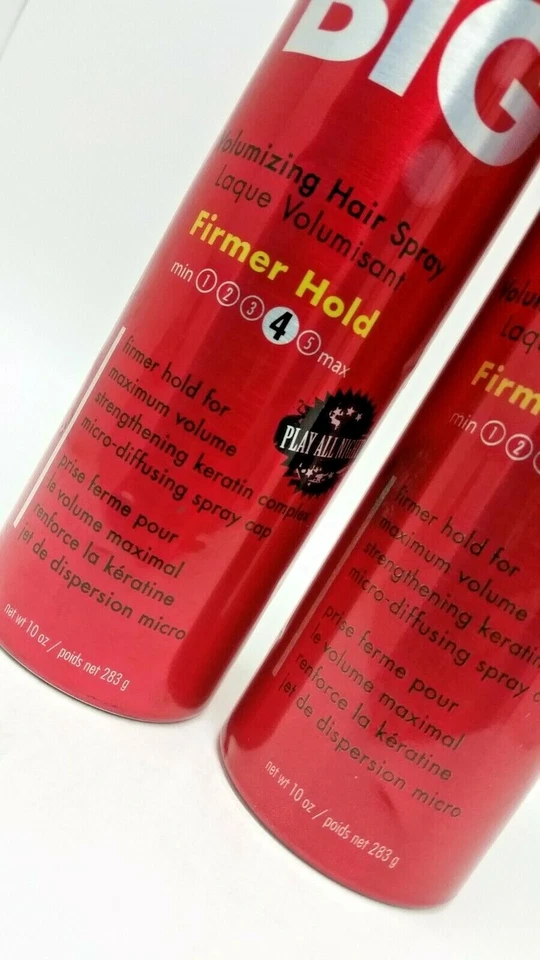 BIG
Volumizing Hair Spray
Laque Volumisant
Firmer Hold
min 1 2 3 4 5 max
firmer hold for
maximum volume
strengthening keratin complex
micro-diffusing spray cap
PLAY ALL
prise ferme pour
le volume maximal
renforce la kératine
jet de dispersion micro
net wt 10 oz / poids net 283 g
Firm
min 1 2
firmer hold for
maximum volume
strengthening keratin
micro-diffusing spray
prise ferme pour
le volume maximal
renforce la kératine
jet de dispersion micro
net wt 10 oz / poids net 283 g